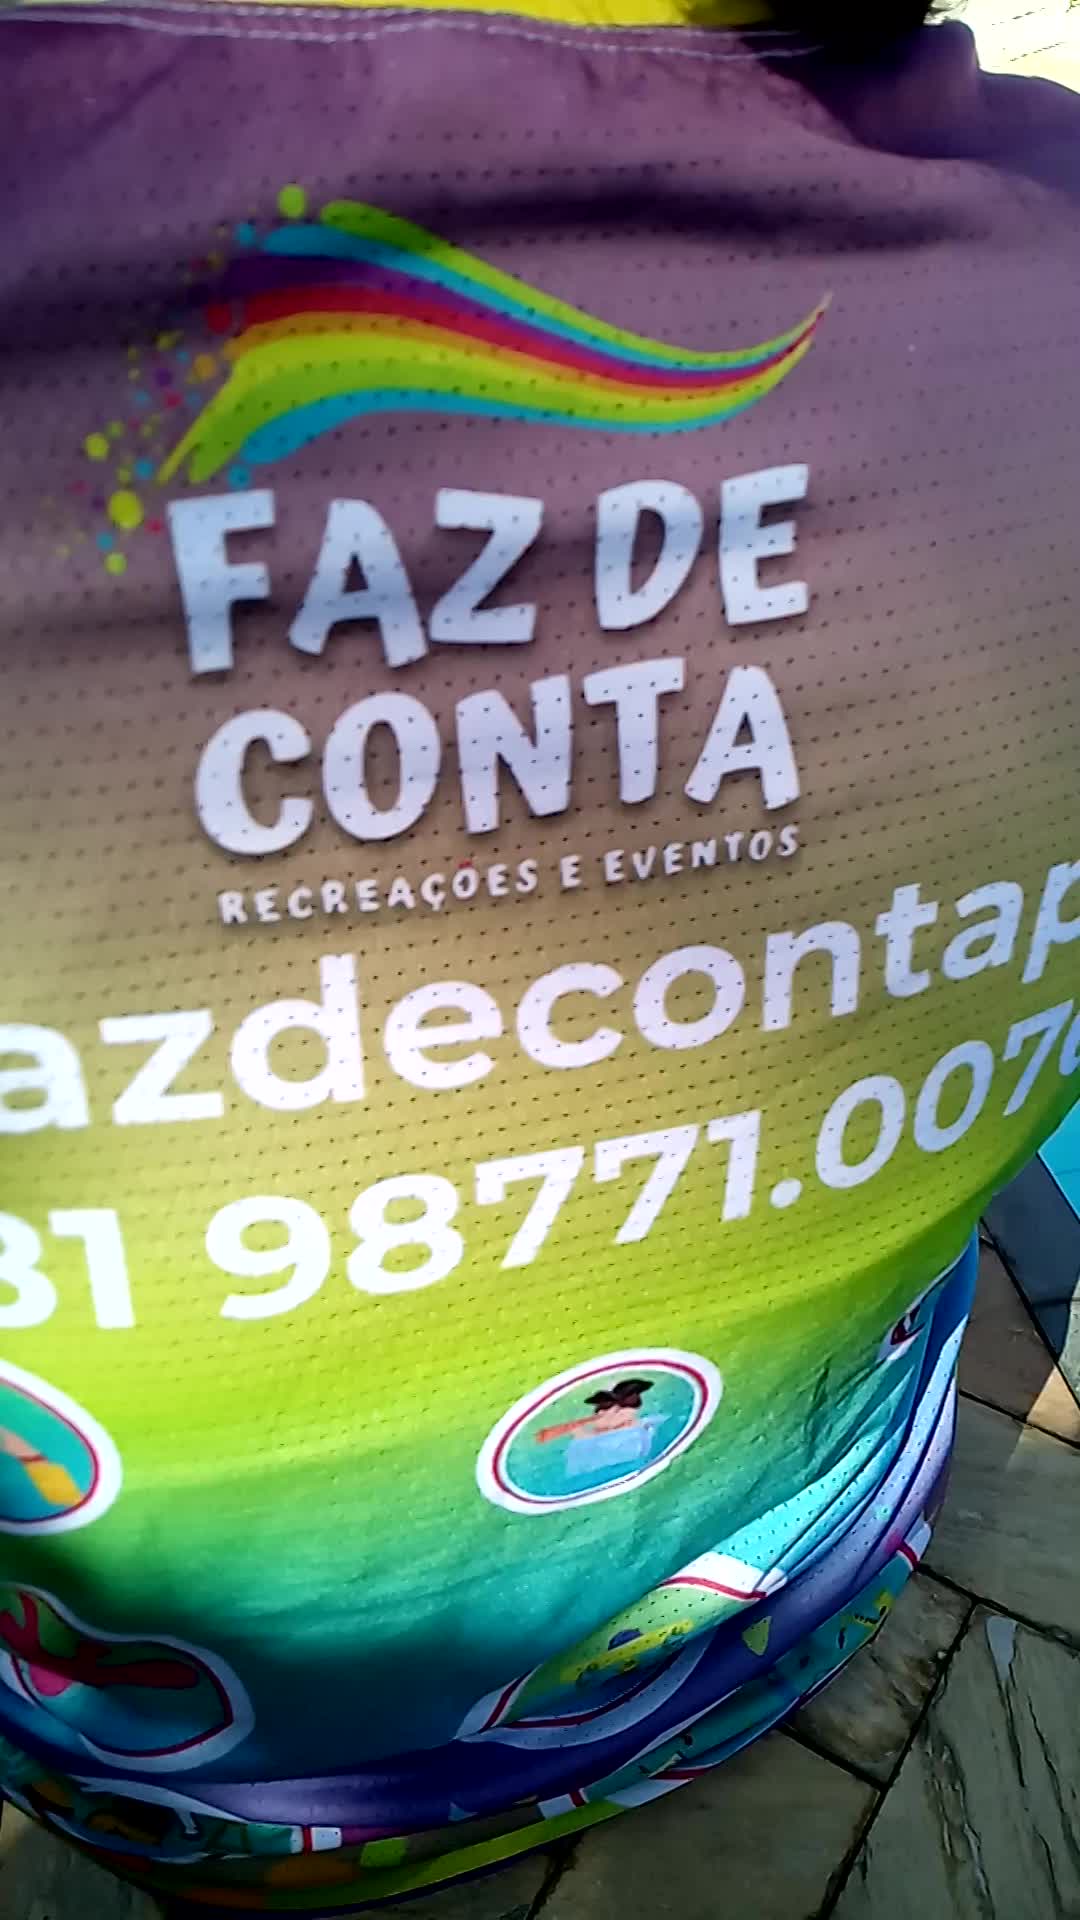 FAZ DE
CONTA
RECREAÇÕES E EVENTOS
azdecontap
81 98771.007